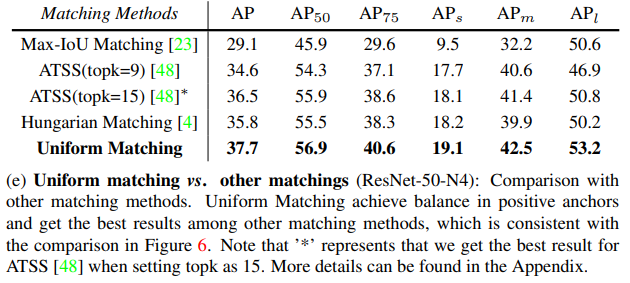 Matching Methods AP AP50 AP75 APs APm APl
Max-IoU Matching [23] 29.1 45.9 29.6 9.5 32.2 50.6
ATSS(topk=9) [48] 34.6 54.3 37.1 17.7 40.6 46.9
ATSS(topk=15) [48]* 36.5 55.9 38.6 18.1 41.4 50.8
Hungarian Matching [4] 35.8 55.5 38.3 18.2 39.9 50.2
Uniform Matching 37.7 56.9 40.6 19.1 42.5 53.2
(e) Uniform matching vs. other matchings (ResNet-50-N4): Comparison with
other matching methods. Uniform Matching achieve balance in positive anchors
and get the best results among other matching methods, which is consistent with
the comparison in Figure 6. Note that '*' represents that we get the best result for
ATSS [48] when setting topk as 15. More details can be found in the Appendix.